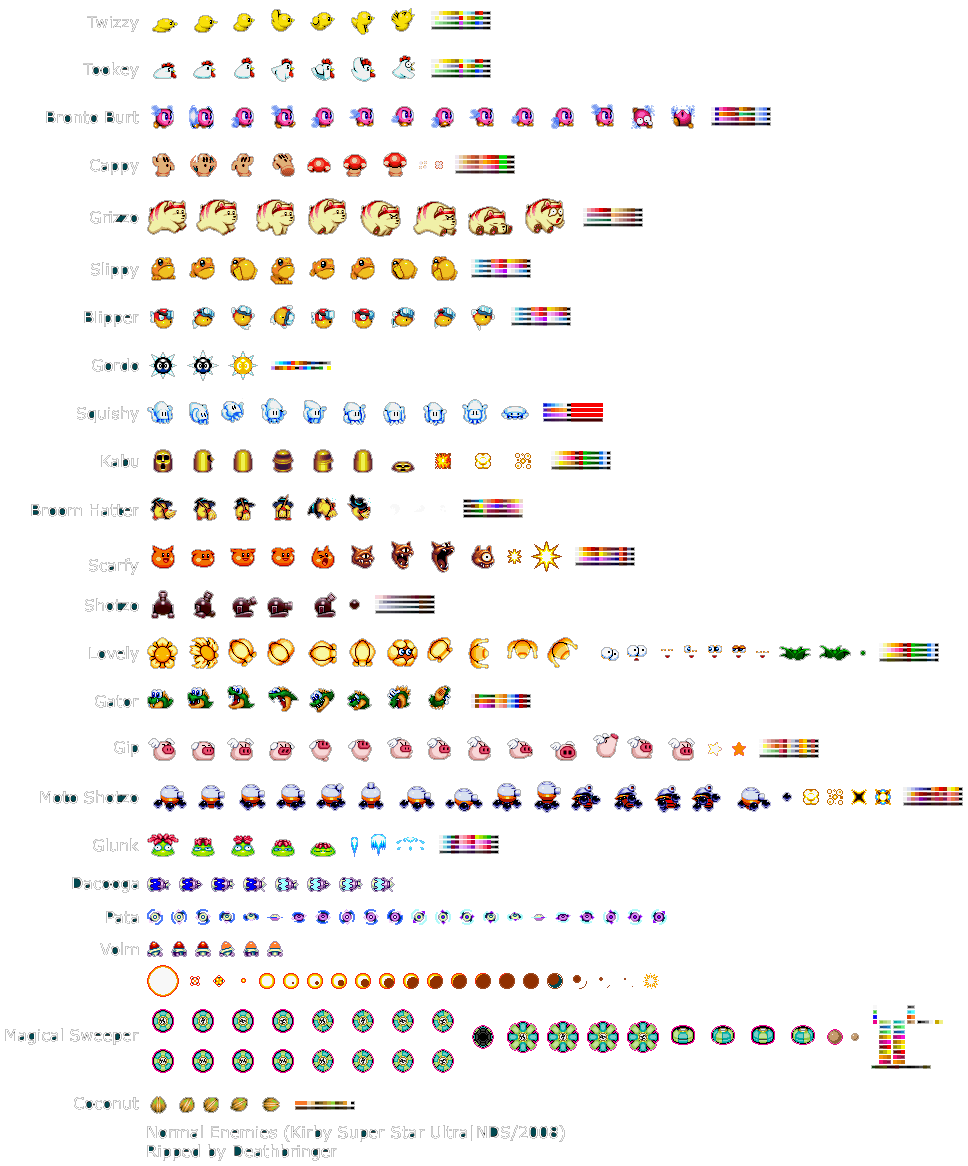 Twizzy
Tookey
Bronto Burt
Cappy
Grizzo
Slippy
Blipper
Gordo
Squishy
Kabu
Broom Hatter
Scarfy
Shotzo
Lovely
Gator
Gip
Moto Shotzo
Glunk
Dacooga
Pata
Volm
Magical Sweeper
Coconut
Normal Enemies (Kirby Super Star Ultra|NDS/2008)
Ripped by Deathbringer